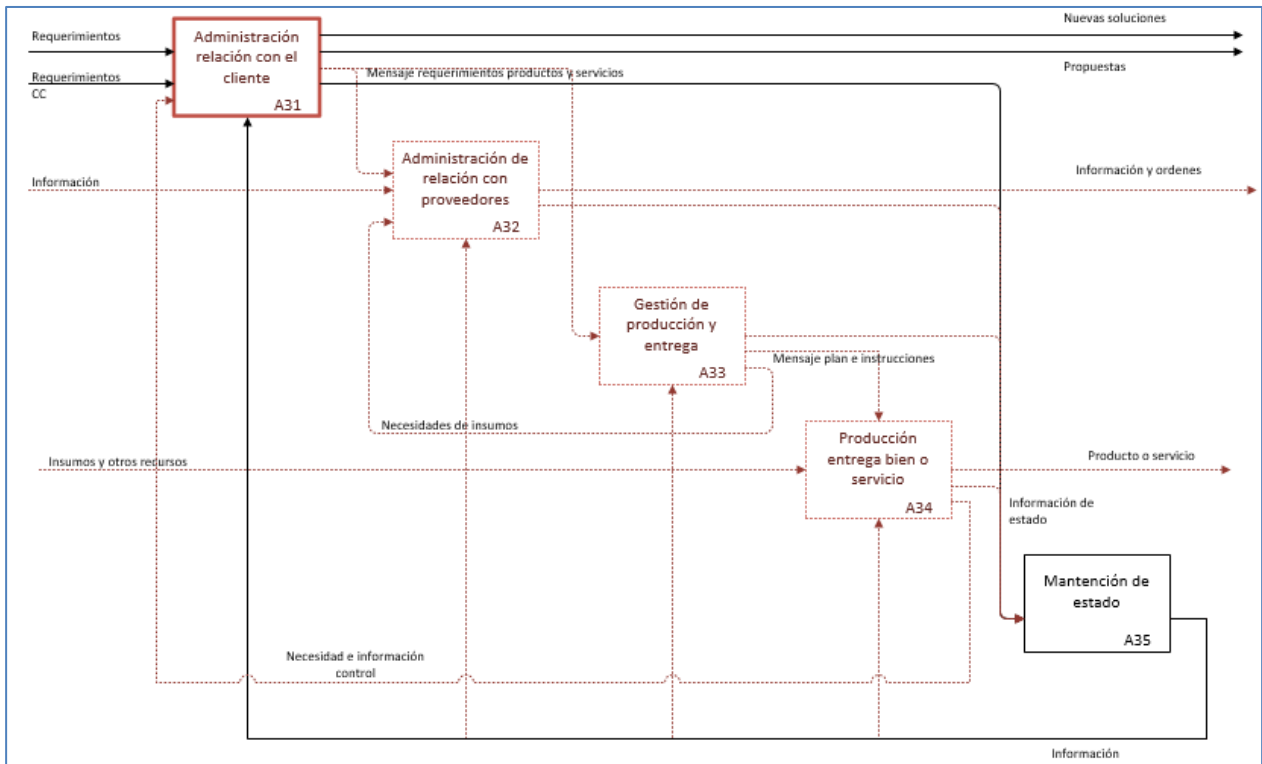 Nuevas soluciones
Requerimientos
Administración
relación con el
cliente
A31
Propuestas
Requerimientos
CC
Mensaje requerimientos productos y servicios
Administración de
relación con
proveedores
A32
Información
Información y ordenes
Gestión de
producción y
entrega
A33
Mensaje plan e instrucciones
Necesidades de insumos
Producción
entrega bien o
servicio
A34
Insumos y otros recursos
Producto o servicio
Información de
estado
Mantención de
estado
A35
Necesidad e información
control
Información